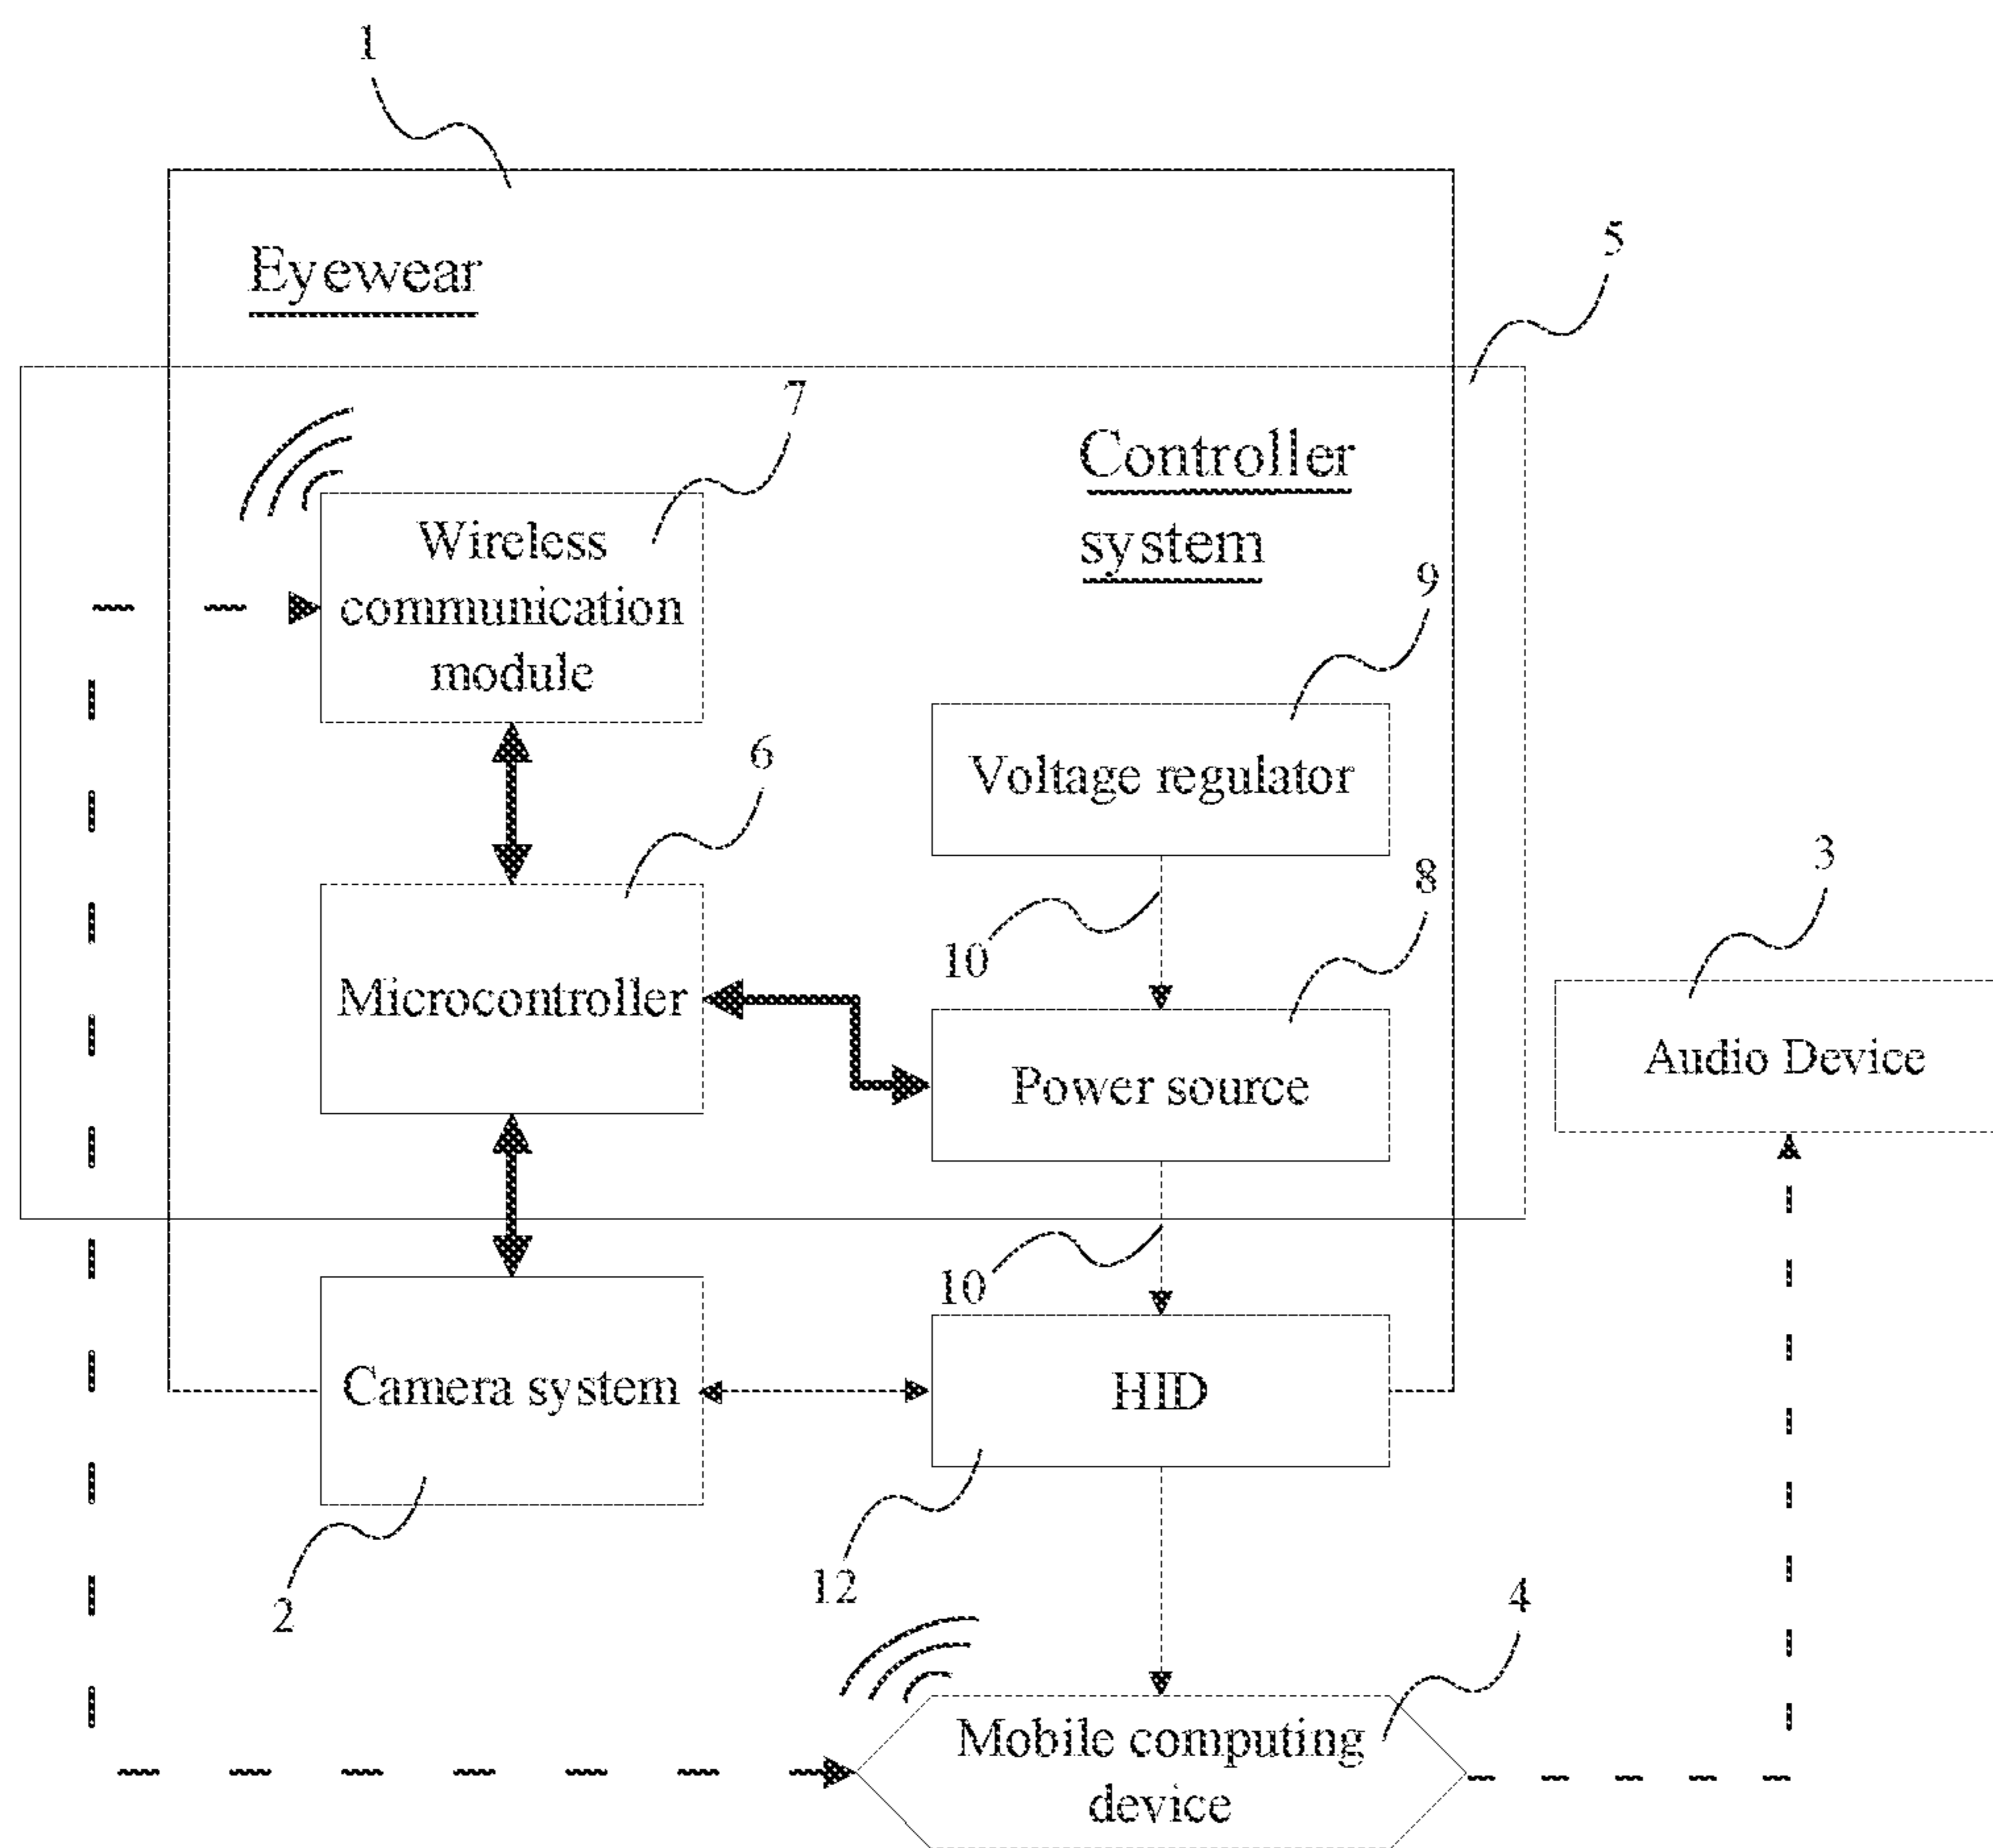 1
Eyewear
5
7
Controller
system
Wireless
communication
module
9
Voltage regulator
6
10
8
3
Microcontroller
Power source
Audio Device
10
Camera system
HID
2
12
4
Mobile computing
device